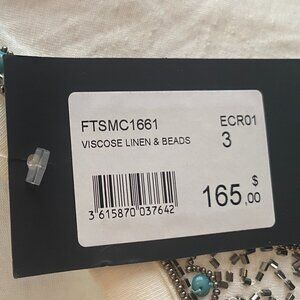 FTSMC1661 ECR01
VISCOSE LINEN & BEADS 3
3 615870 037642
165,00 $